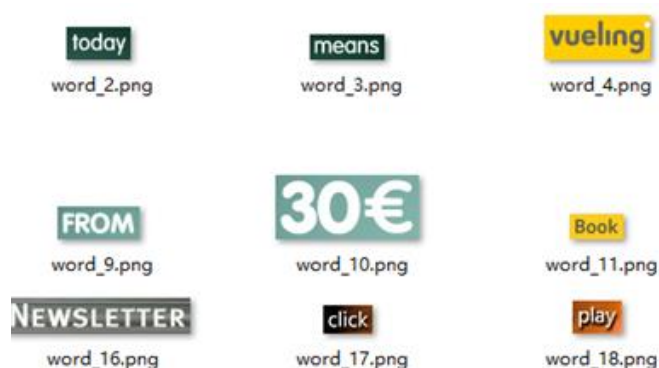 today means vueling
word_2.png word_3.png word_4.png
FROM 30€ Book
word_9.png word_10.png word_11.png
NEWSLETTER click play
word_16.png word_17.png word_18.png